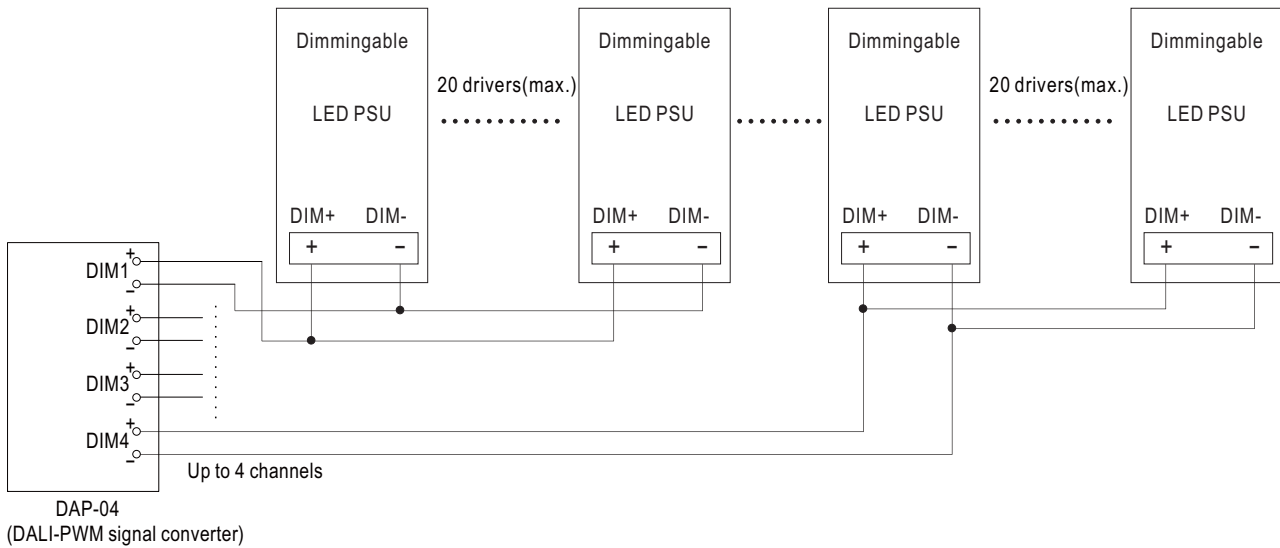 Dimmingable
LED PSU
DIM+ DIM-
+ −
20 drivers(max.)
Dimmingable
LED PSU
DIM+ DIM-
+ −
Dimmingable
LED PSU
DIM+ DIM-
+ −
20 drivers(max.)
Dimmingable
LED PSU
DIM+ DIM-
+ −
+
DIM1
−
+
DIM2
−
+
DIM3
−
+
DIM4
−
Up to 4 channels
DAP-04
(DALI-PWM signal converter)